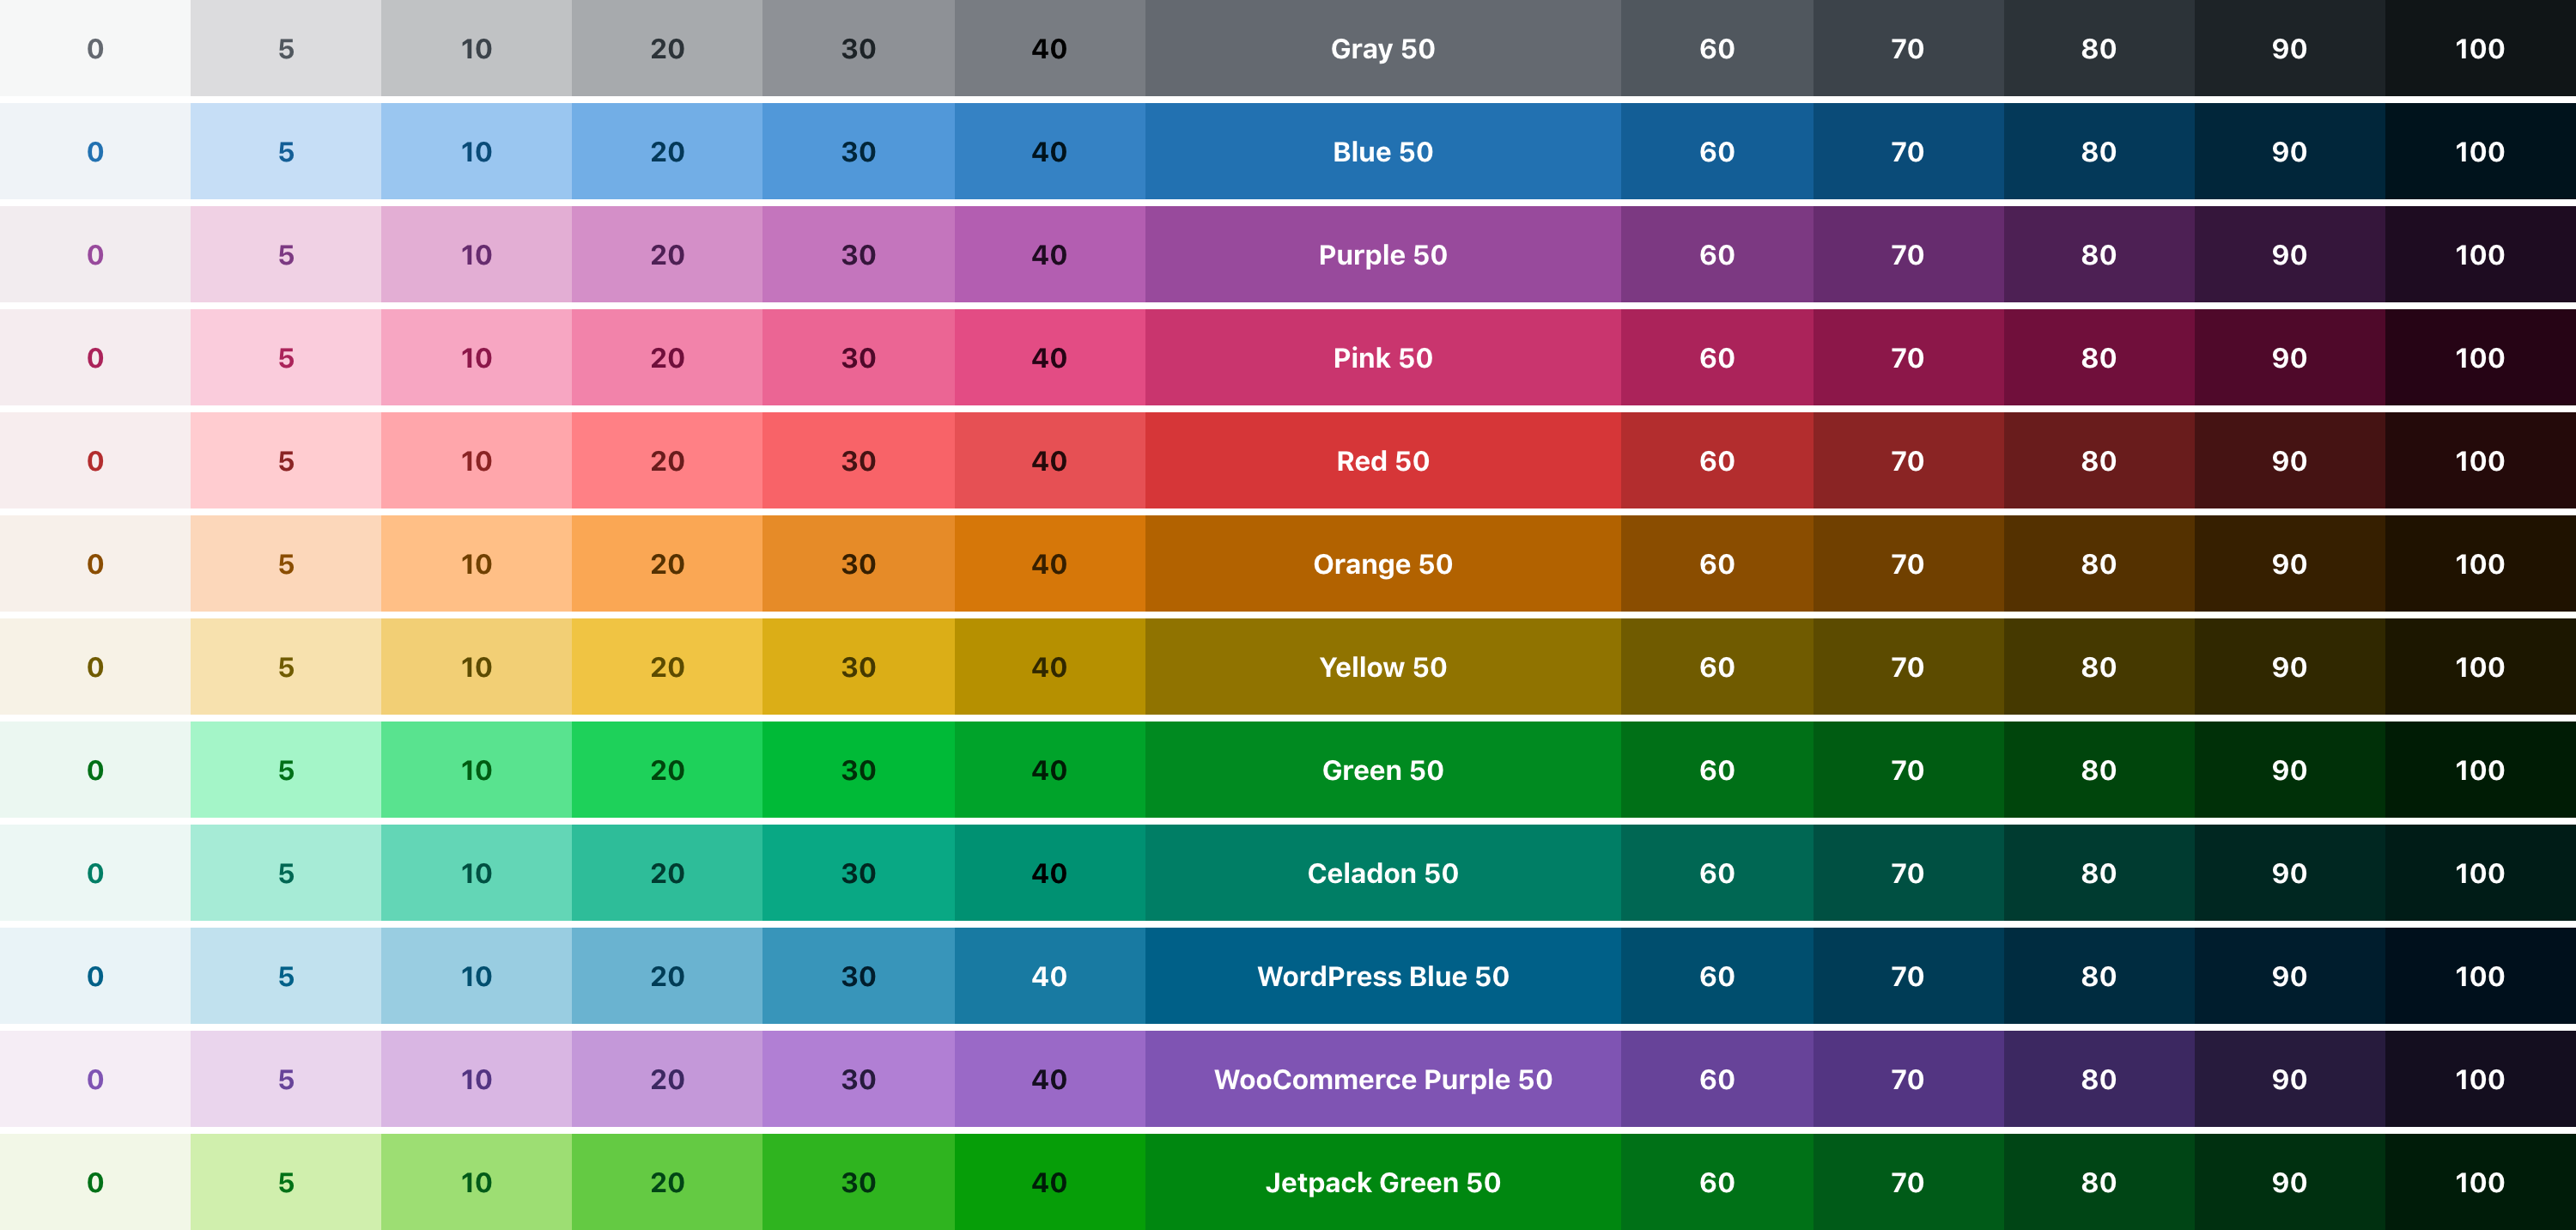 0 5 10 20 30 40 Gray 50 60 70 80 90 100
0 5 10 20 30 40 Blue 50 60 70 80 90 100
0 5 10 20 30 40 Purple 50 60 70 80 90 100
0 5 10 20 30 40 Pink 50 60 70 80 90 100
0 5 10 20 30 40 Red 50 60 70 80 90 100
0 5 10 20 30 40 Orange 50 60 70 80 90 100
0 5 10 20 30 40 Yellow 50 60 70 80 90 100
0 5 10 20 30 40 Green 50 60 70 80 90 100
0 5 10 20 30 40 Celadon 50 60 70 80 90 100
0 5 10 20 30 40 WordPress Blue 50 60 70 80 90 100
0 5 10 20 30 40 WooCommerce Purple 50 60 70 80 90 100
0 5 10 20 30 40 Jetpack Green 50 60 70 80 90 100